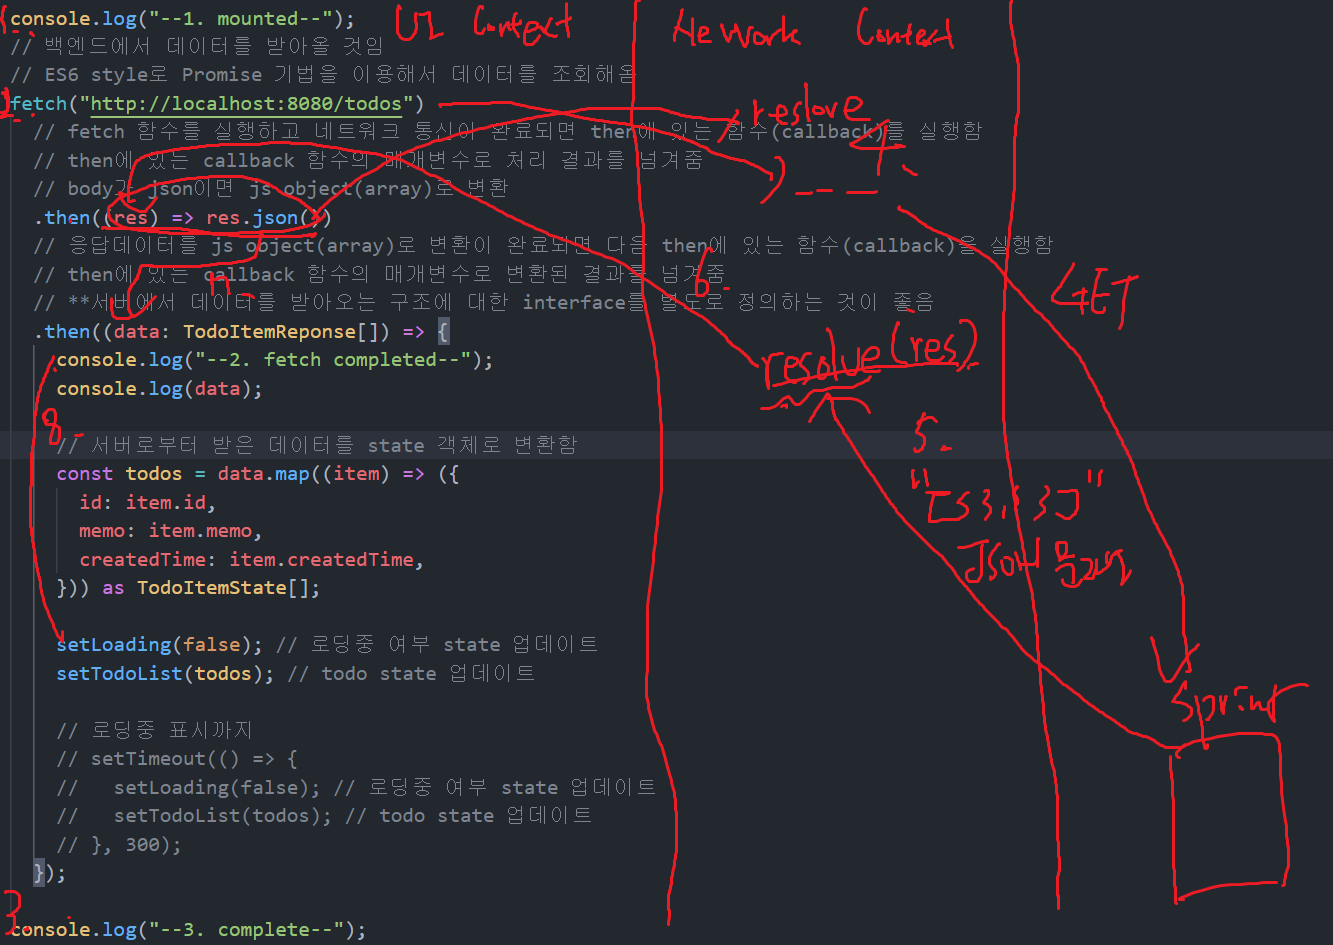 1.
console.log("--1. mounted--");
UI Context
Network Context
// 백엔드에서 데이터를 받아올 것임
// ES6 style로 Promise 기법을 이용해서 데이터를 조회해옴
fetch("http://localhost:8080/todos")
reslove
// fetch 함수를 실행하고 네트워크 통신이 완료되면 then에 있는 함수(callback)를 실행함
4.
// then에 있는 callback 함수의 매개변수로 처리 결과를 넘겨줌
// body가 json이면 js object(array)로 변환
.then((res) => res.json())
// 응답데이터를 js object(array)로 변환이 완료되면 다음 then에 있는 함수(callback)을 실행함
// then에 있는 callback 함수의 매개변수로 변환된 결과를 넘겨줌
6.
GET
// **서버에서 데이터를 받아오는 구조에 대한 interface를 별도로 정의하는 것이 좋음
.then((data: TodoItemReponse[]) => {
resolve(res)
console.log("--2. fetch completed--");
console.log(data);
8.
5.
// 서버로부터 받은 데이터를 state 객체로 변환함
const todos = data.map((item) => ({
id: item.id,
memo: item.memo,
JSON 문자열
createdTime: item.createdTime,
})) as TodoItemState[];
setLoading(false); // 로딩중 여부 state 업데이트
setTodoList(todos); // todo state 업데이트
// 로딩중 표시까지
// setTimeout(() => {
//   setLoading(false); // 로딩중 여부 state 업데이트
//   setTodoList(todos); // todo state 업데이트
// }, 300);
});
3.
console.log("--3. complete--");